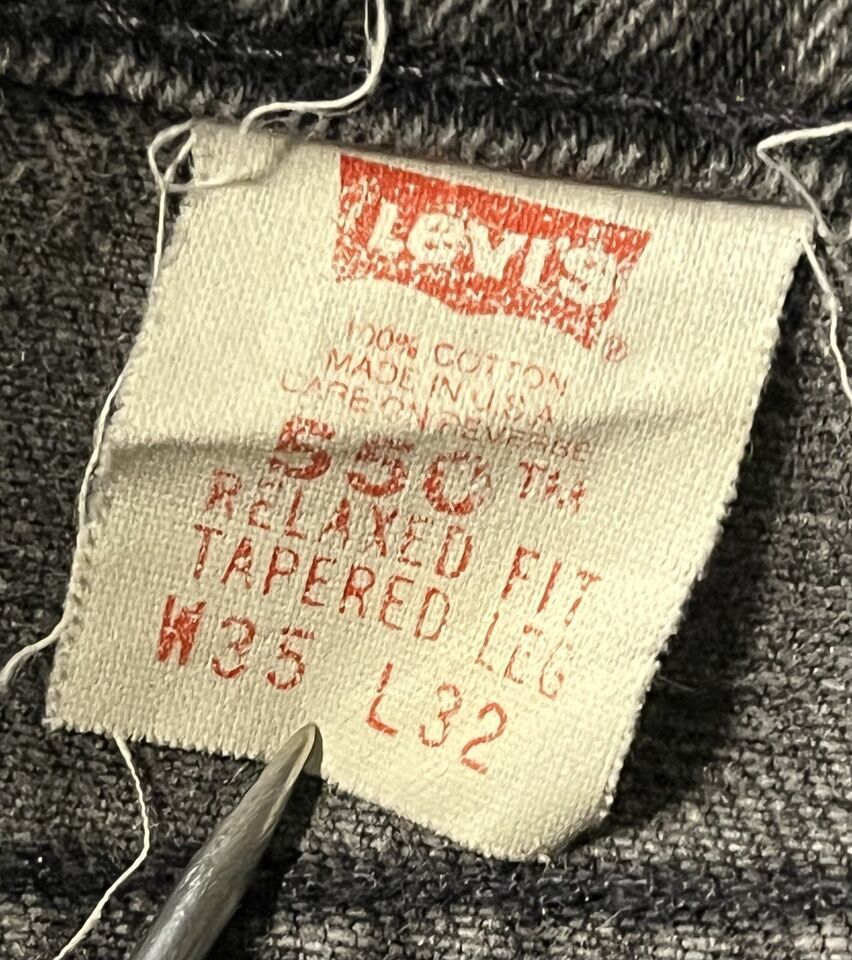 LEVI'S ®
100% COTTON
MADE IN U.S.A.
CARE ON REVERSE
550 TM
RELAXED FIT
TAPERED LEG
W35 L32